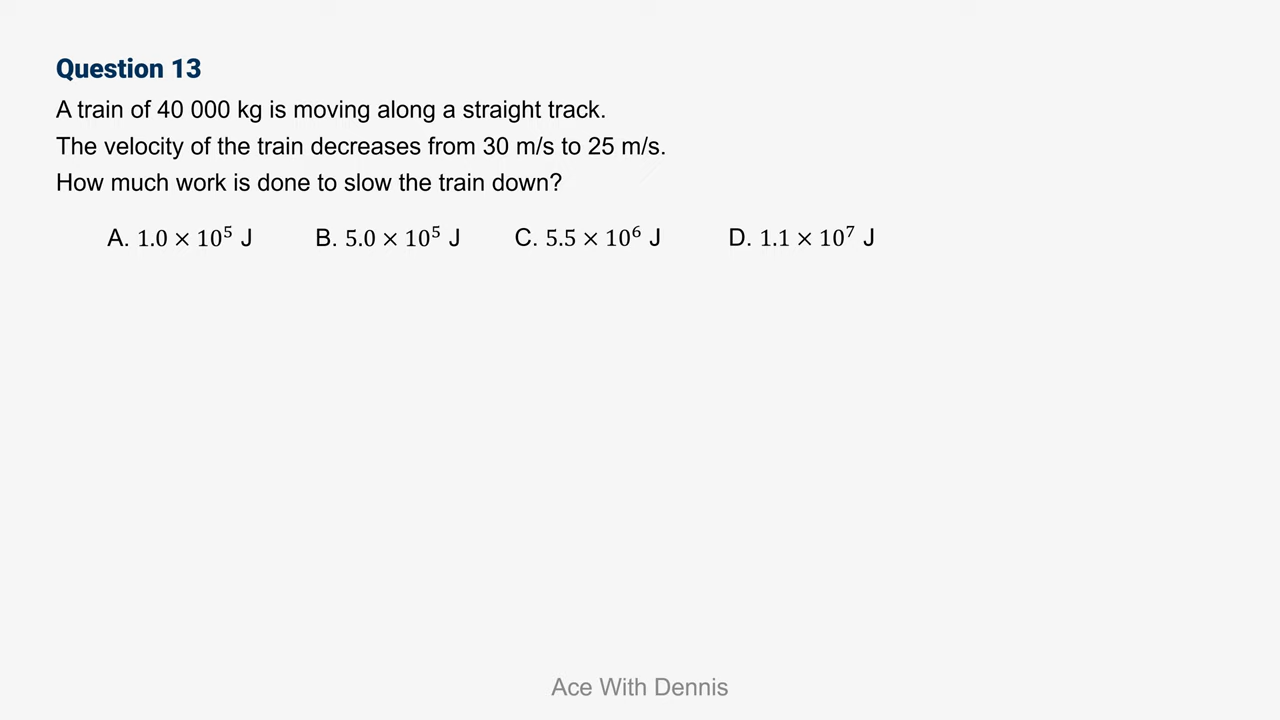 Question 13
A train of 40 000 kg is moving along a straight track.
The velocity of the train decreases from 30 m/s to 25 m/s.
How much work is done to slow the train down?
A. 1.0 × 10⁵ J B. 5.0 × 10⁵ J C. 5.5 × 10⁶ J D. 1.1 × 10⁷ J
Ace With Dennis